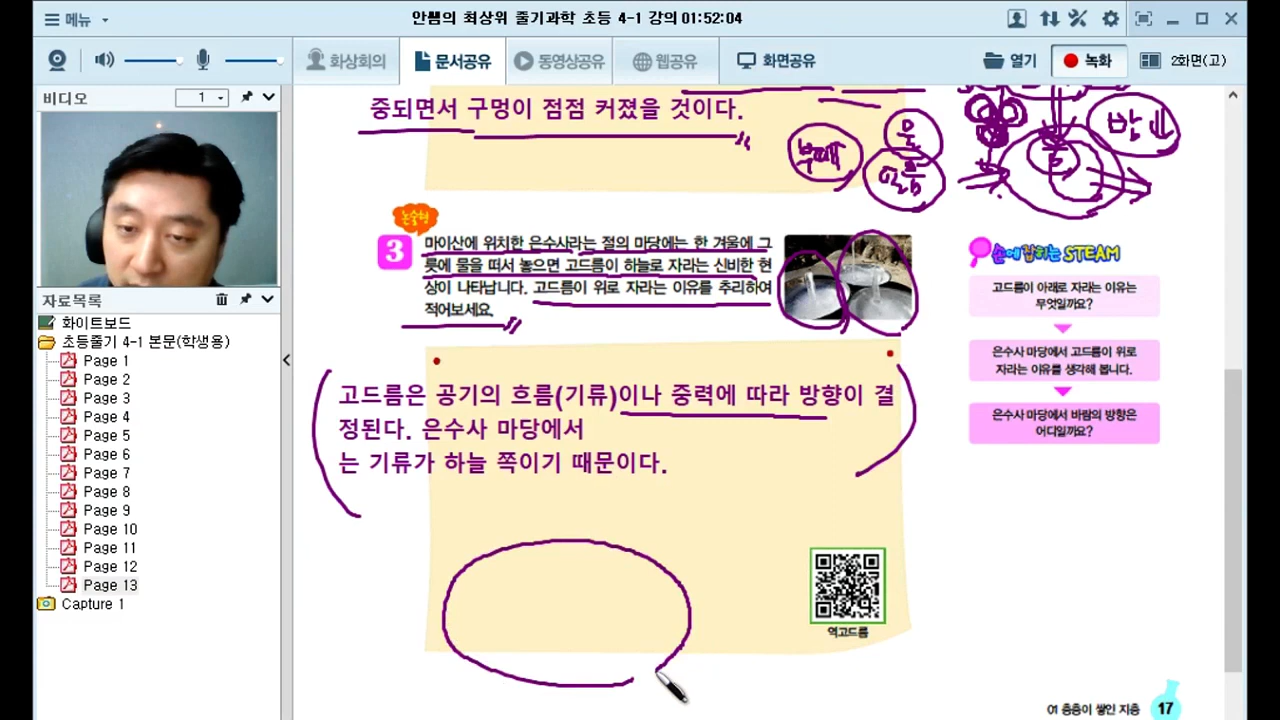 메뉴
안쌤의 최상위 줄기과학 초등 4-1 강의 01:52:04
화상회의
문서공유
동영상공유
웹공유
화면공유
열기
녹화
2화면(고)
비디오
1
자료목록
화이트보드
초등줄기 4-1 본문(학생용)
Page 1
Page 2
Page 3
Page 4
Page 5
Page 6
Page 7
Page 8
Page 9
Page 10
Page 11
Page 12
Page 13
Capture 1
중되면서 구멍이 점점 커졌을 것이다.
물
얼음
논술형
3
마이산에 위치한 은수사라는 절의 마당에는 한 겨울에 그
릇에 물을 떠서 놓으면 고드름이 하늘로 자라는 신비한 현
상이 나타납니다. 고드름이 위로 자라는 이유를 추리하여
적어보세요.
고드름은 공기의 흐름(기류)이나 중력에 따라 방향이 결
정된다. 은수사 마당에서
는 기류가 하늘 쪽이기 때문이다.
역고드름
손에잡히는 STEAM
고드름이 아래로 자라는 이유는
무엇일까요?
은수사 마당에서 고드름이 위로
자라는 이유를 생각해 봅니다.
은수사 마당에서 바람의 방향은
어디일까요?
층층이 쌓인 지층
17